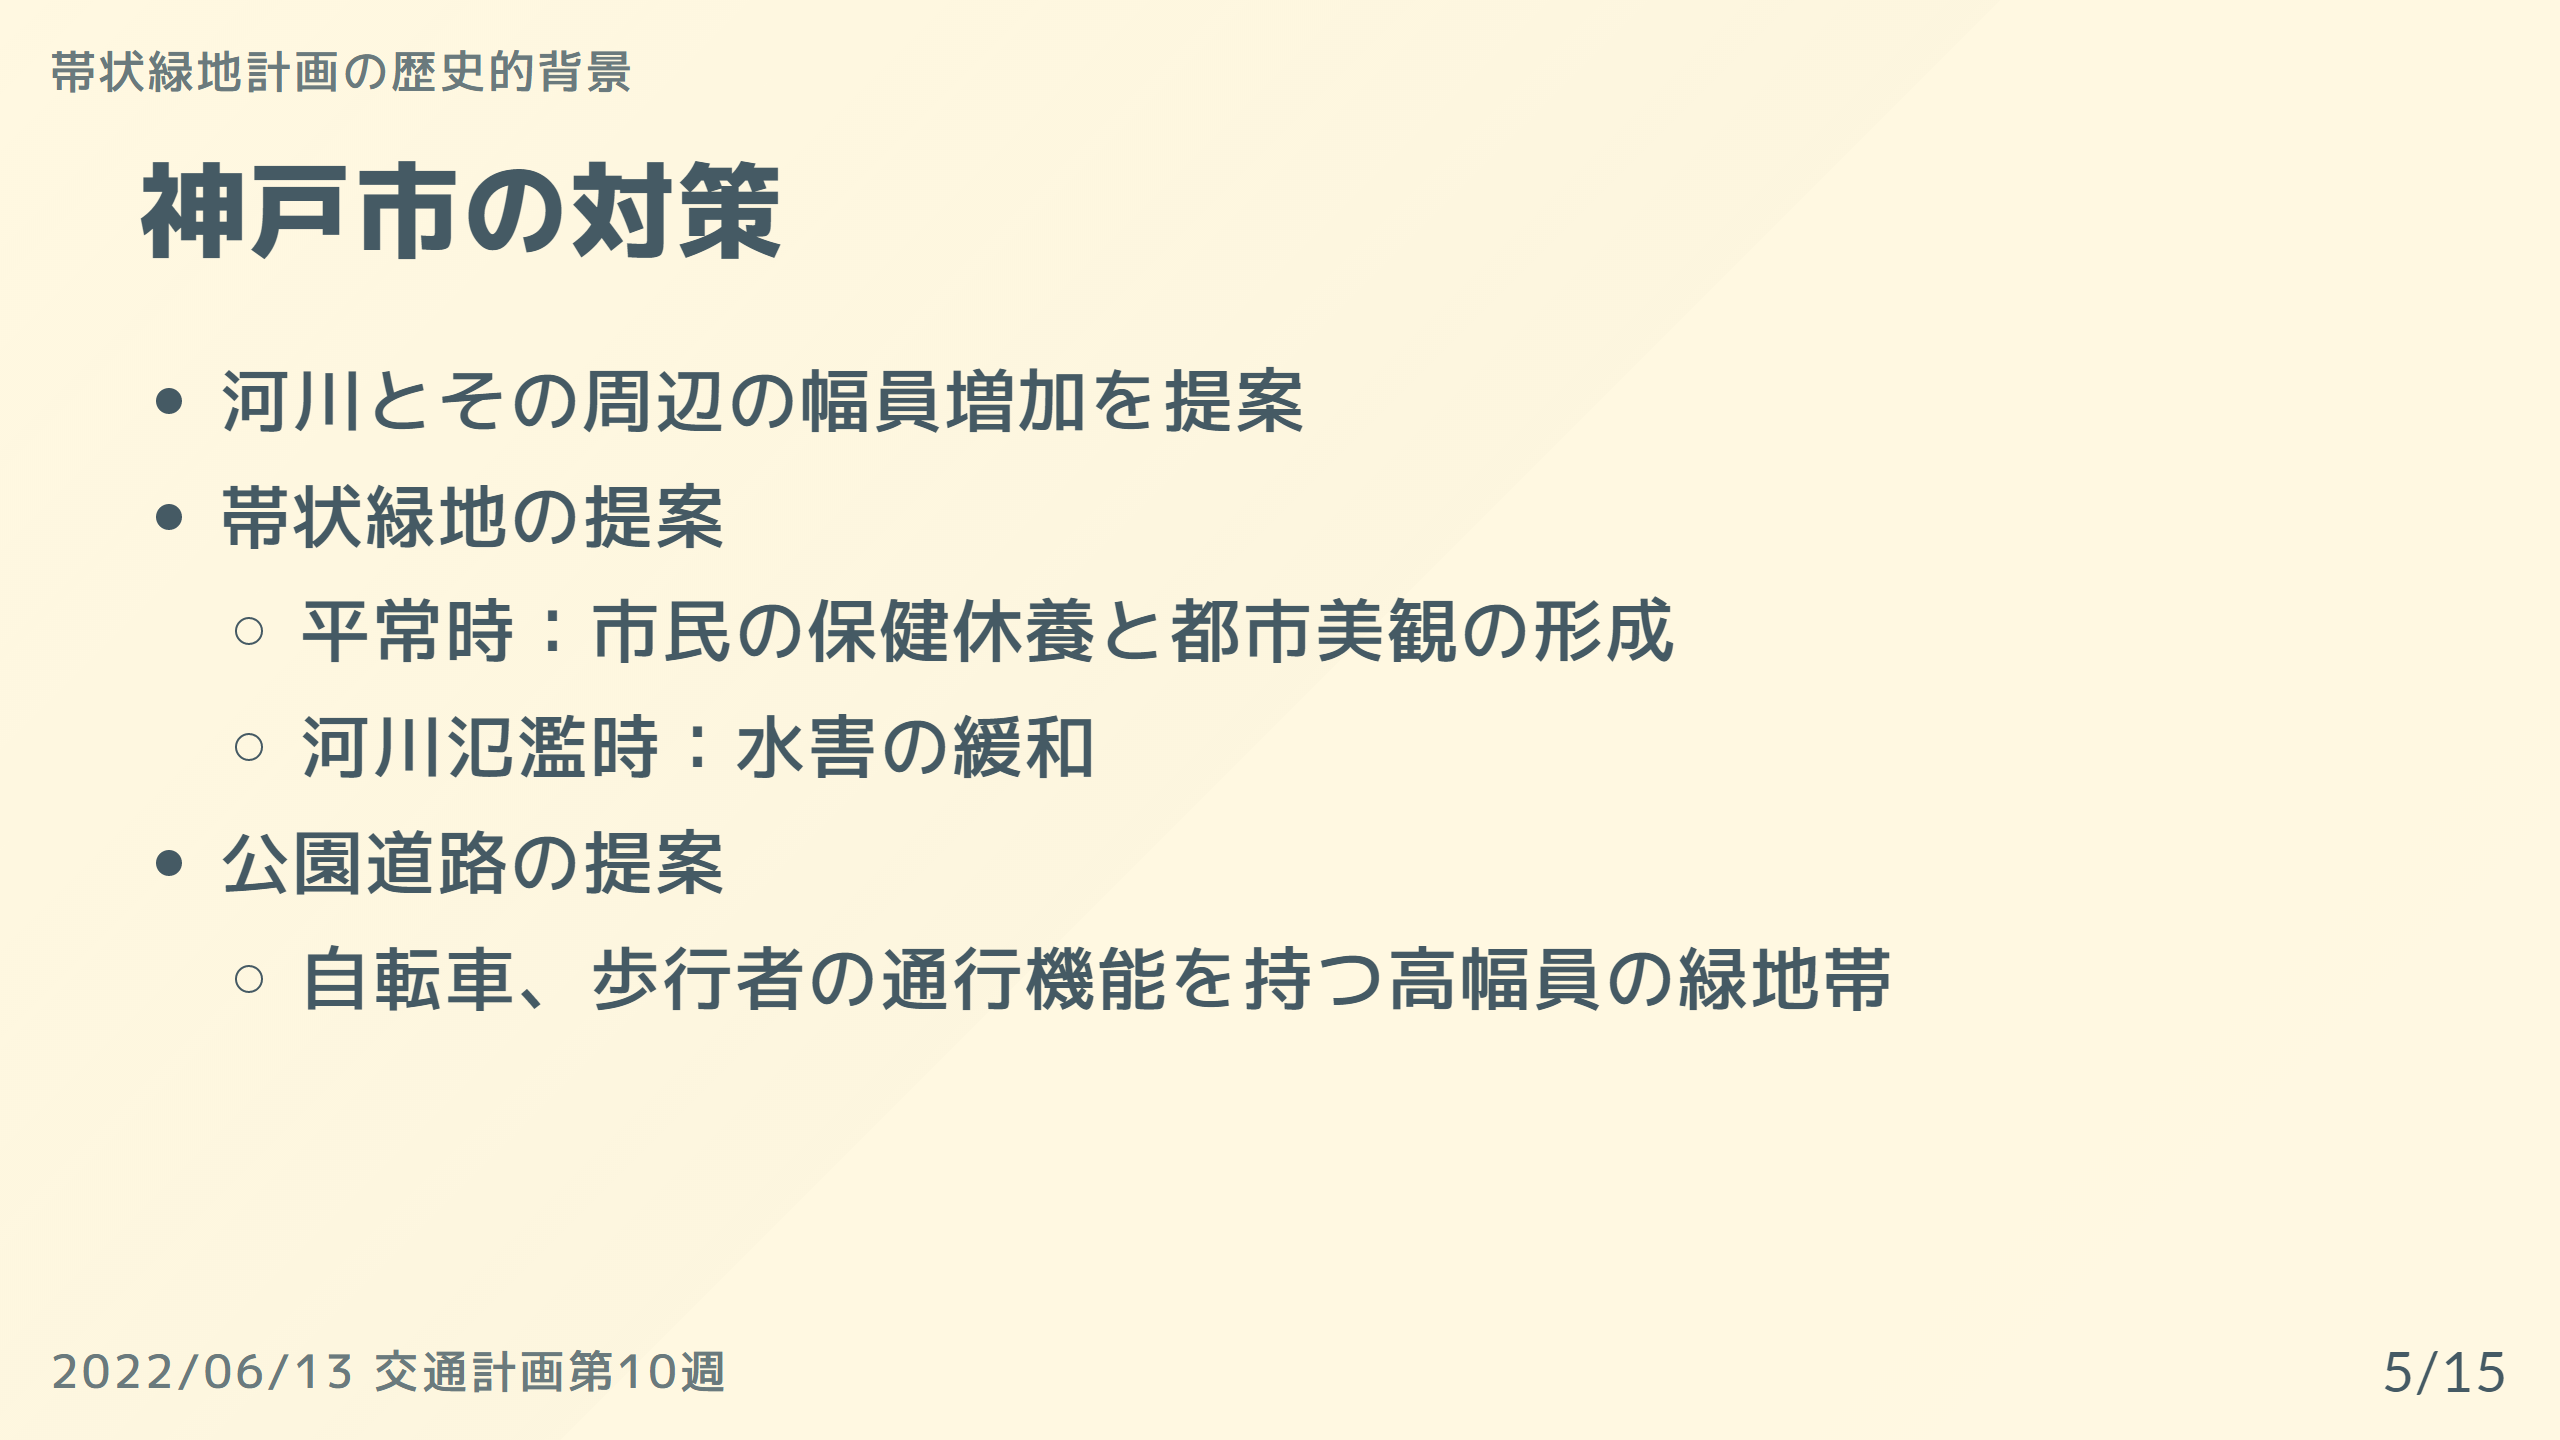 帯状緑地計画の歴史的背景
神戸市の対策
• 河川とその周辺の幅員増加を提案
• 帯状緑地の提案
○ 平常時：市民の保健休養と都市美観の形成
○ 河川氾濫時：水害の緩和
• 公園道路の提案
○ 自転車、歩行者の通行機能を持つ高幅員の緑地帯
2022/06/13 交通計画第10週
5/15